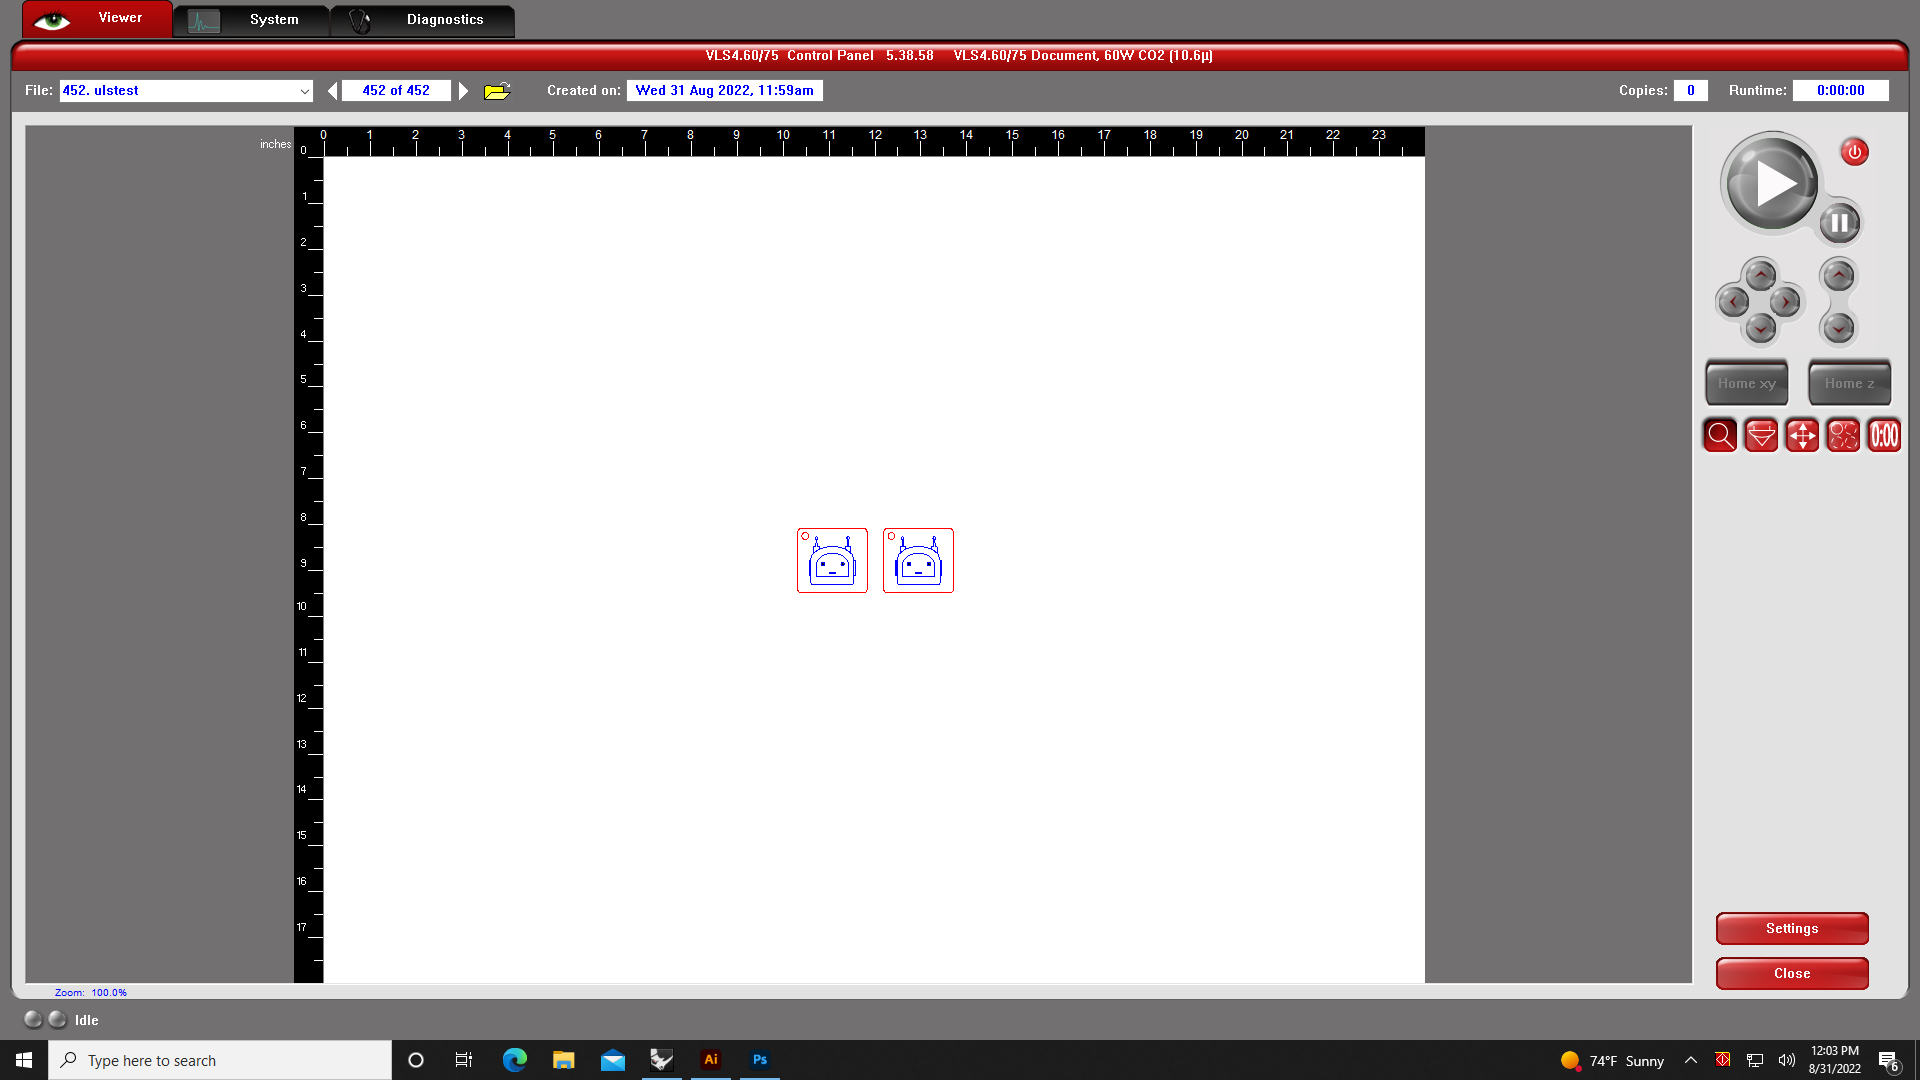 Viewer
System
Diagnostics
VLS4.60/75 Control Panel 5.38.58 VLS4.60/75 Document, 60W CO2 (10.6µ)
File: 452. ulstest 452 of 452 Created on: Wed 31 Aug 2022, 11:59am Copies: 0 Runtime: 0:00:00
inches
0 1 2 3 4 5 6 7 8 9 10 11 12 13 14 15 16 17 18 19 20 21 22 23
0
1
2
3
4
5
6
7
8
9
10
11
12
13
14
15
16
17
Home xy Home z
0:00
Settings
Close
Zoom: 100.0%
Idle
Type here to search
Ai
Ps
74°F Sunny
12:03 PM
8/31/2022
6